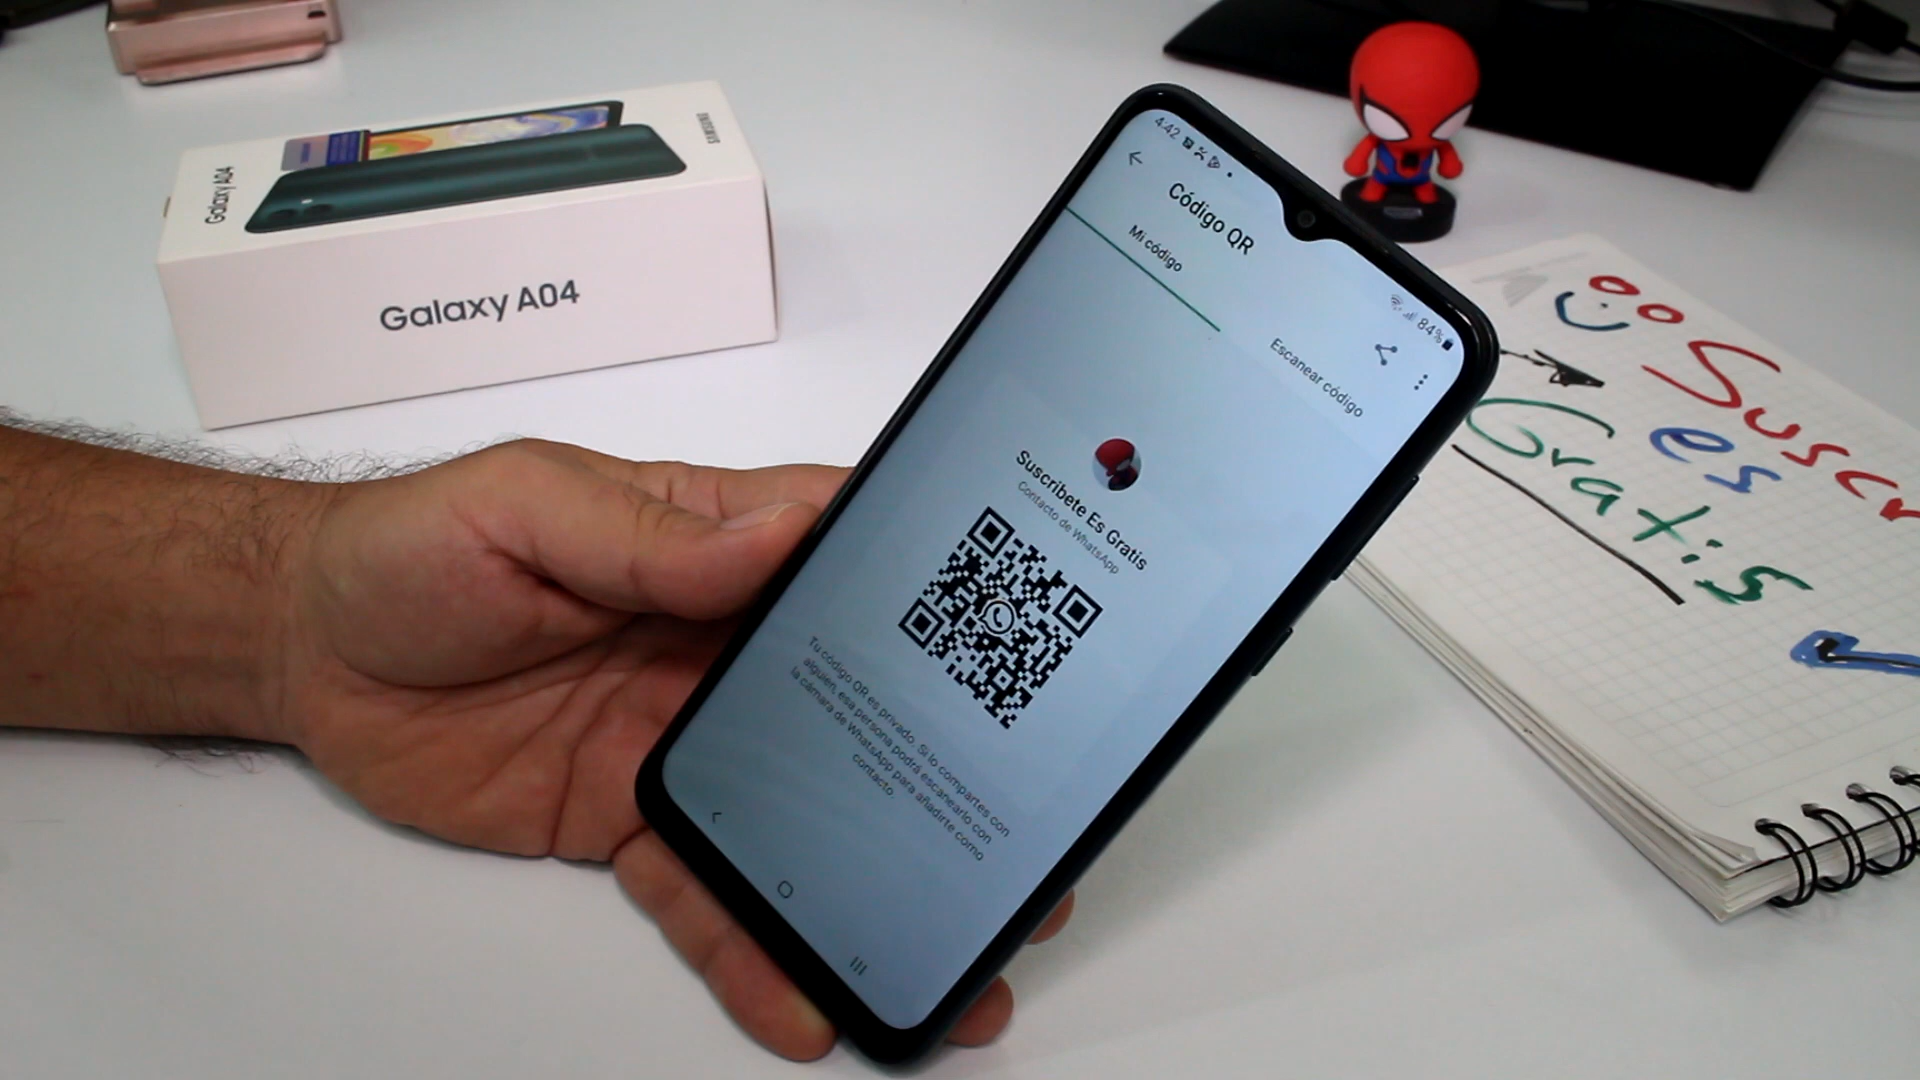 Galaxy A04
SAMSUNG
Galaxy A04
4:42
84%
Código QR
Mi código
Escanear código
Suscribete Es Gratis
Contacto de WhatsApp
Tu código QR es privado. Si lo compartes con
alguien, esa persona podrá escanearlo con
la cámara de WhatsApp para añadirte como
contacto.
Suscr
es
Gratis